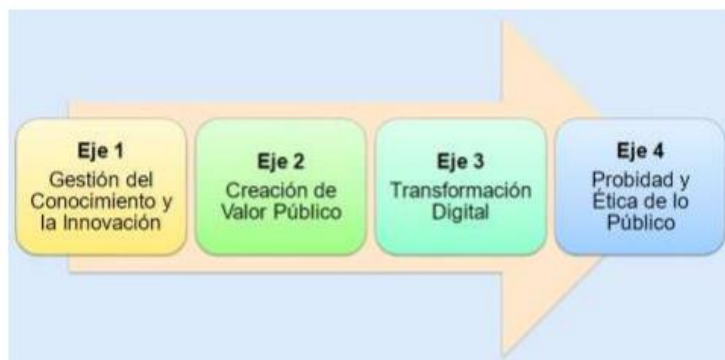 Eje 1
Gestión del
Conocimiento y
la Innovación
Eje 2
Creación de
Valor Público
Eje 3
Transformación
Digital
Eje 4
Probidad y
Ética de lo
Público